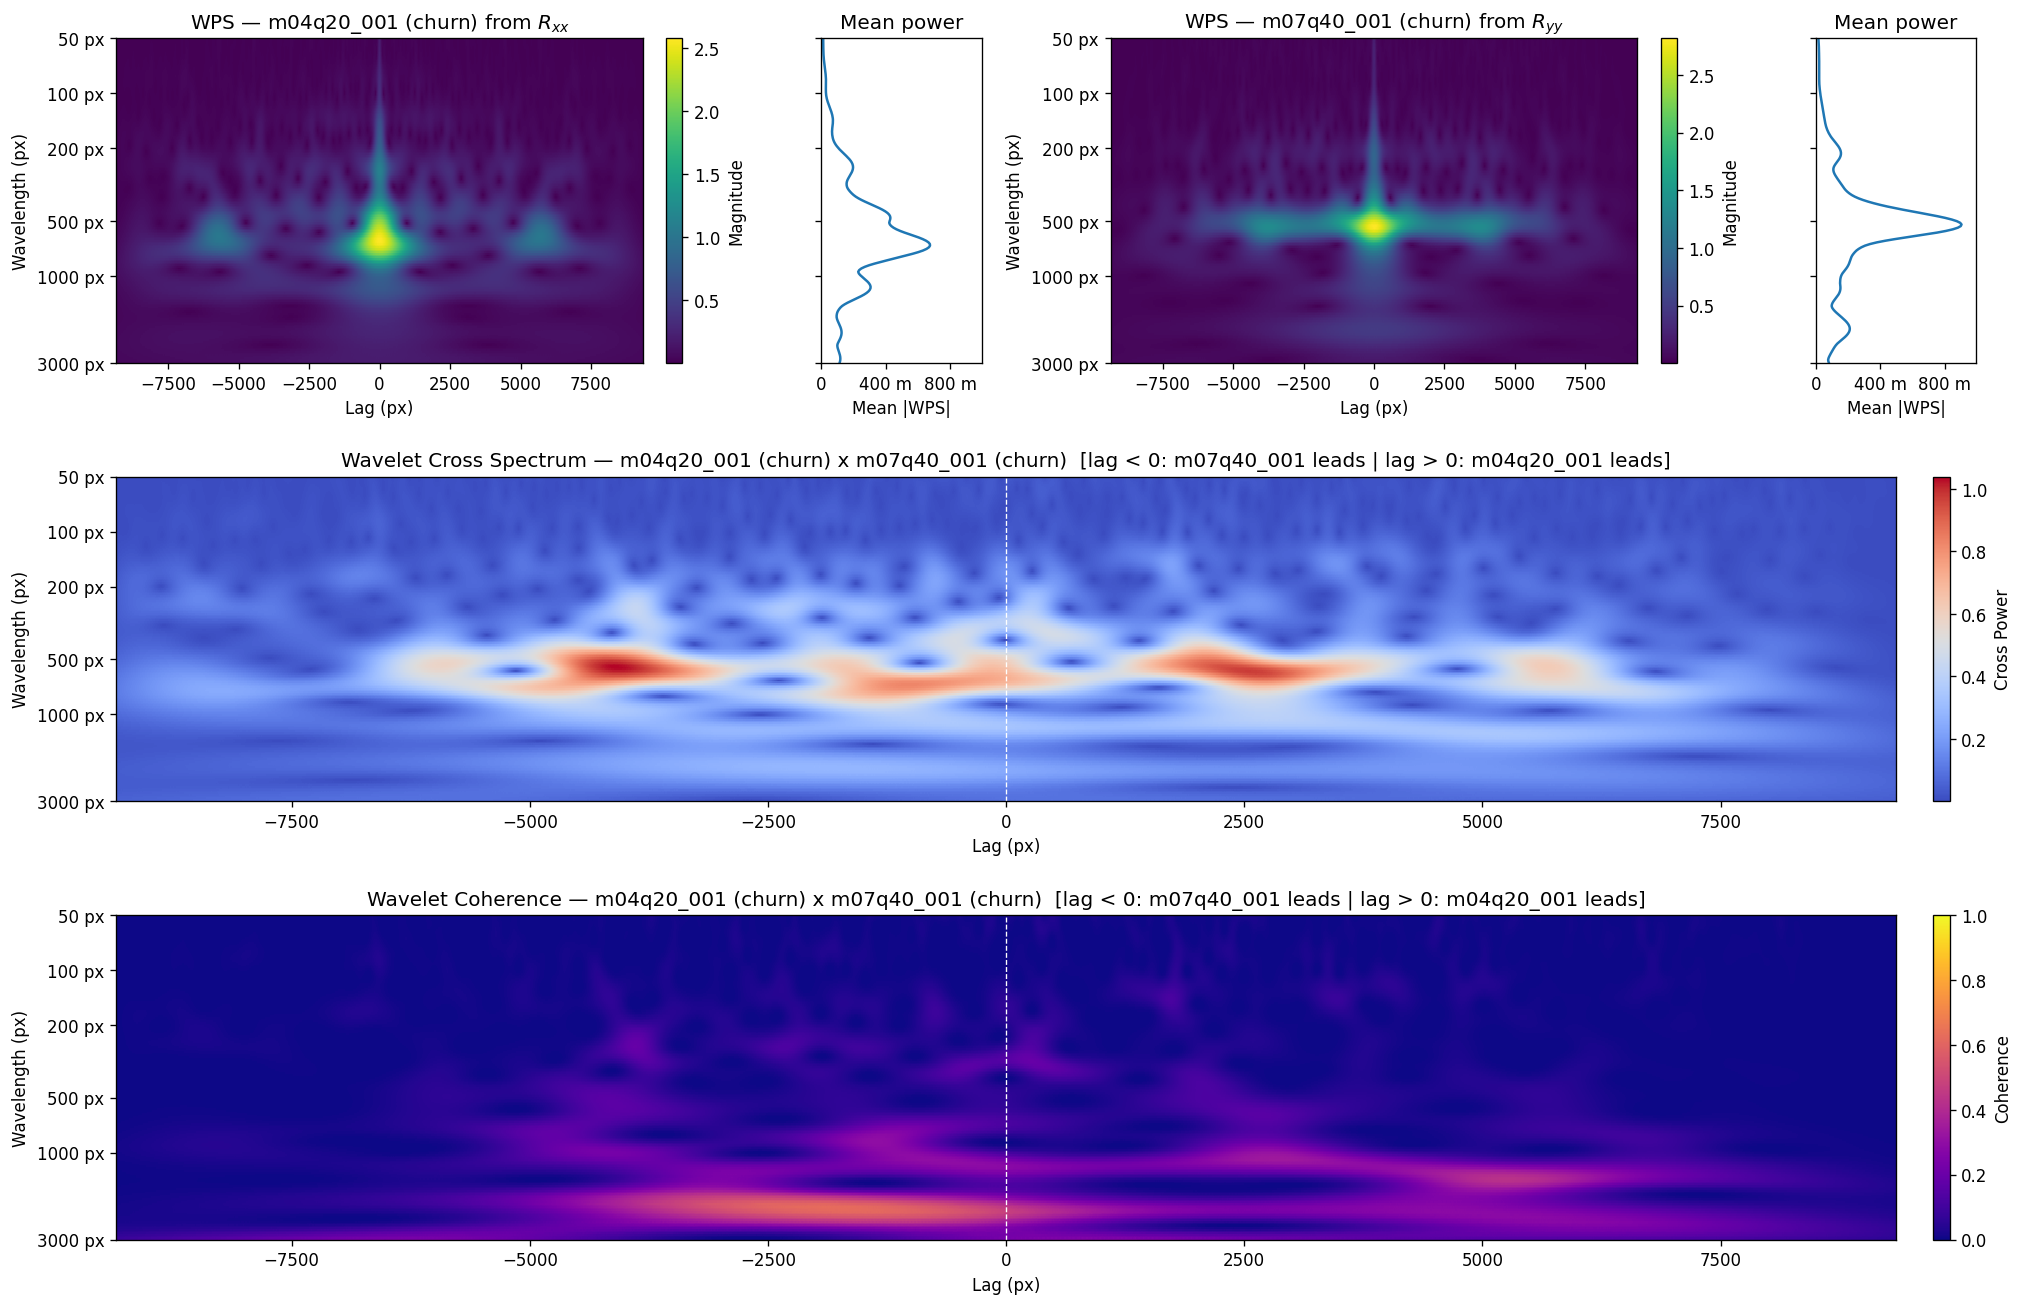 WPS — m04q20_001 (churn) from Rxx
Mean power
WPS — m07q40_001 (churn) from Ryy
Mean power
50 px
100 px
200 px
500 px
1000 px
3000 px
Wavelength (px)
−7500 −5000 −2500 0 2500 5000 7500
Lag (px)
2.5
2.0
1.5
1.0
0.5
Magnitude
0 400 m 800 m
Mean |WPS|
50 px
100 px
200 px
500 px
1000 px
3000 px
Wavelength (px)
−7500 −5000 −2500 0 2500 5000 7500
Lag (px)
2.5
2.0
1.5
1.0
0.5
Magnitude
0 400 m 800 m
Mean |WPS|
Wavelet Cross Spectrum — m04q20_001 (churn) x m07q40_001 (churn) [lag < 0: m07q40_001 leads | lag > 0: m04q20_001 leads]
50 px
100 px
200 px
500 px
1000 px
3000 px
Wavelength (px)
−7500 −5000 −2500 0 2500 5000 7500
Lag (px)
1.0
0.8
0.6
0.4
0.2
Cross Power
Wavelet Coherence — m04q20_001 (churn) x m07q40_001 (churn) [lag < 0: m07q40_001 leads | lag > 0: m04q20_001 leads]
50 px
100 px
200 px
500 px
1000 px
3000 px
Wavelength (px)
−7500 −5000 −2500 0 2500 5000 7500
Lag (px)
1.0
0.8
0.6
0.4
0.2
0.0
Coherence